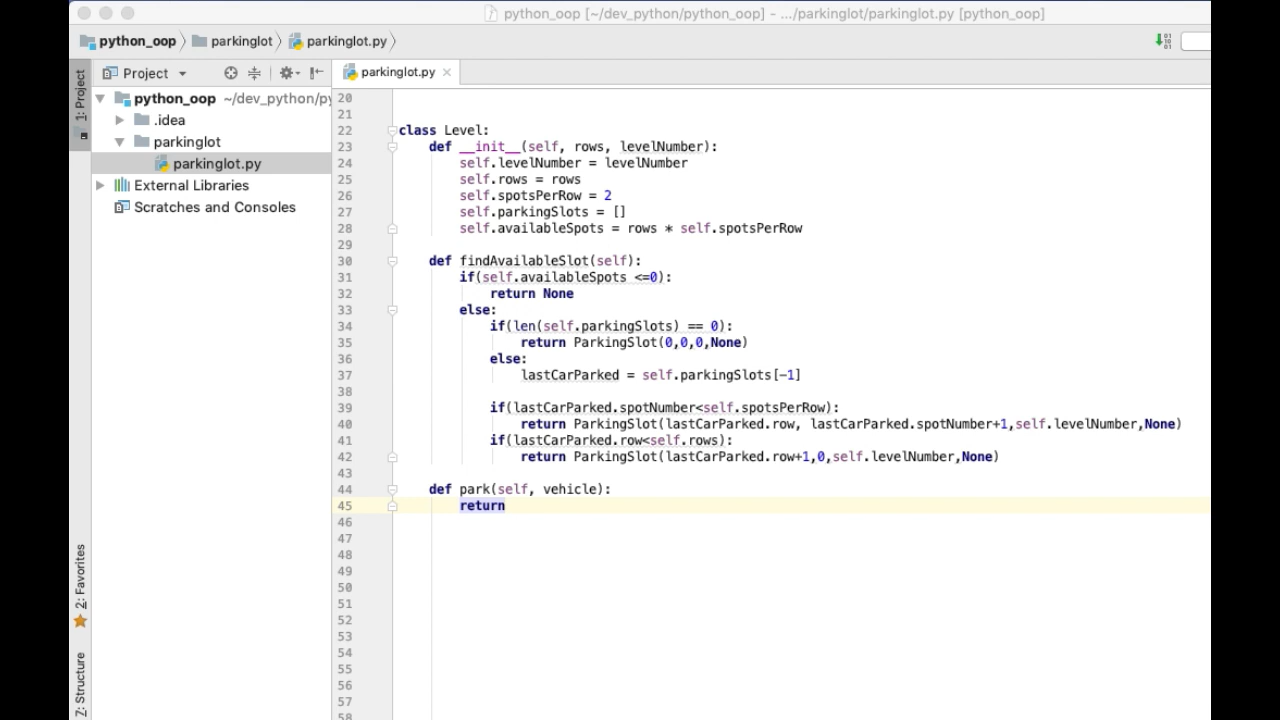 python_oop [~/dev_python/python_oop] - .../parkinglot/parkinglot.py [python_oop]
python_oop parkinglot parkinglot.py
1: Project
Project
parkinglot.py
python_oop ~/dev_python/py
.idea
parkinglot
parkinglot.py
External Libraries
Scratches and Consoles
2: Favorites
Z: Structure
20
21
22 class Level:
23 def __init__(self, rows, levelNumber):
24 self.levelNumber = levelNumber
25 self.rows = rows
26 self.spotsPerRow = 2
27 self.parkingSlots = []
28 self.availableSpots = rows * self.spotsPerRow
29
30 def findAvailableSlot(self):
31 if(self.availableSpots <=0):
32 return None
33 else:
34 if(len(self.parkingSlots) == 0):
35 return ParkingSlot(0,0,0,None)
36 else:
37 lastCarParked = self.parkingSlots[-1]
38
39 if(lastCarParked.spotNumber<self.spotsPerRow):
40 return ParkingSlot(lastCarParked.row, lastCarParked.spotNumber+1,self.levelNumber,None)
41 if(lastCarParked.row<self.rows):
42 return ParkingSlot(lastCarParked.row+1,0,self.levelNumber,None)
43
44 def park(self, vehicle):
45 return
46
47
48
49
50
51
52
53
54
55
56
57
58